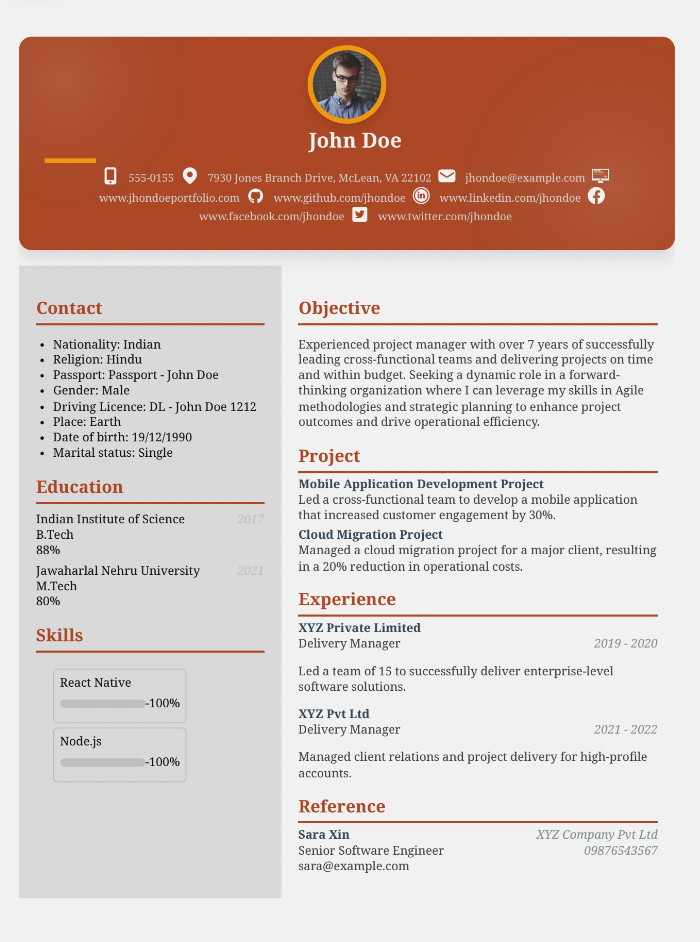 John Doe
555-0155 7930 Jones Branch Drive, McLean, VA 22102 jhondoe@example.com
www.jhondoeportfolio.com www.github.com/jhondoe www.linkedin.com/jhondoe
www.facebook.com/jhondoe www.twitter.com/jhondoe
Contact
Nationality: Indian
Religion: Hindu
Passport: Passport - John Doe
Gender: Male
Driving Licence: DL - John Doe 1212
Place: Earth
Date of birth: 19/12/1990
Marital status: Single
Education
Indian Institute of Science 2017
B.Tech
88%
Jawaharlal Nehru University 2021
M.Tech
80%
Skills
React Native
-100%
Node.js
-100%
Objective
Experienced project manager with over 7 years of successfully
leading cross-functional teams and delivering projects on time
and within budget. Seeking a dynamic role in a forward-
thinking organization where I can leverage my skills in Agile
methodologies and strategic planning to enhance project
outcomes and drive operational efficiency.
Project
Mobile Application Development Project
Led a cross-functional team to develop a mobile application
that increased customer engagement by 30%.
Cloud Migration Project
Managed a cloud migration project for a major client, resulting
in a 20% reduction in operational costs.
Experience
XYZ Private Limited
Delivery Manager 2019 - 2020
Led a team of 15 to successfully deliver enterprise-level
software solutions.
XYZ Pvt Ltd
Delivery Manager 2021 - 2022
Managed client relations and project delivery for high-profile
accounts.
Reference
Sara Xin XYZ Company Pvt Ltd
Senior Software Engineer 09876543567
sara@example.com